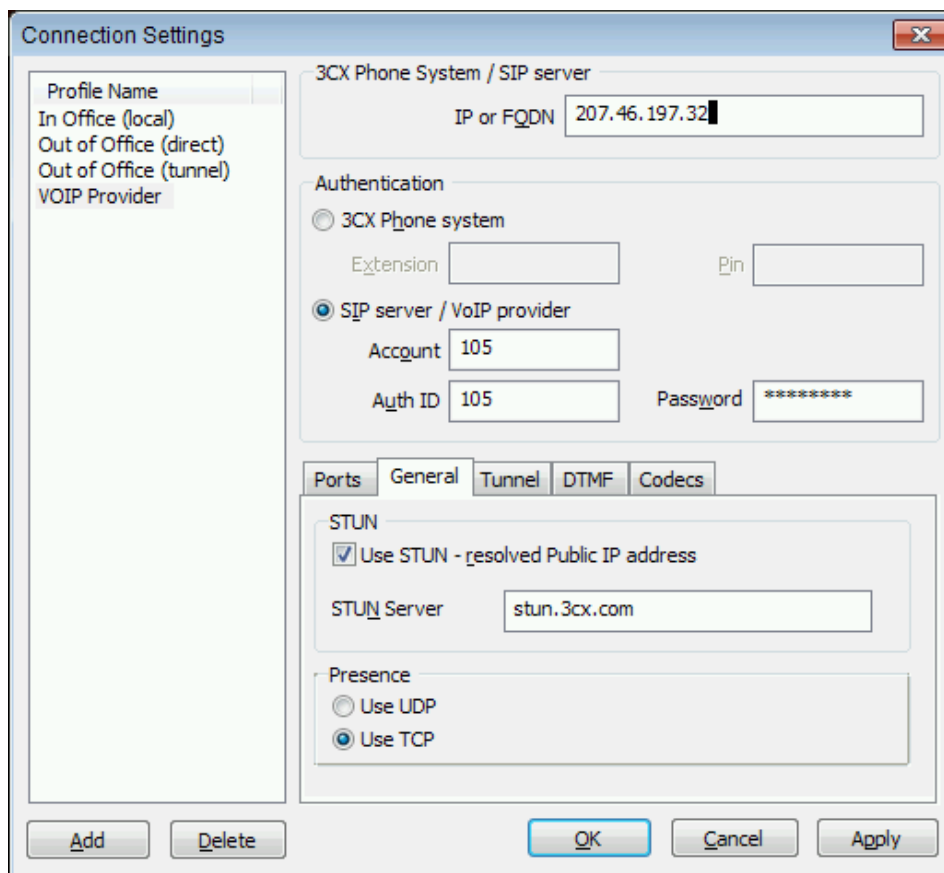 Connection Settings
Profile Name
In Office (local)
Out of Office (direct)
Out of Office (tunnel)
VOIP Provider
3CX Phone System / SIP server
IP or FQDN 207.46.197.32
Authentication
3CX Phone system
Extension Pin
SIP server / VoIP provider
Account 105
Auth ID 105 Password ********
Ports General Tunnel DTMF Codecs
STUN
Use STUN - resolved Public IP address
STUN Server stun.3cx.com
Presence
Use UDP
Use TCP
Add Delete OK Cancel Apply